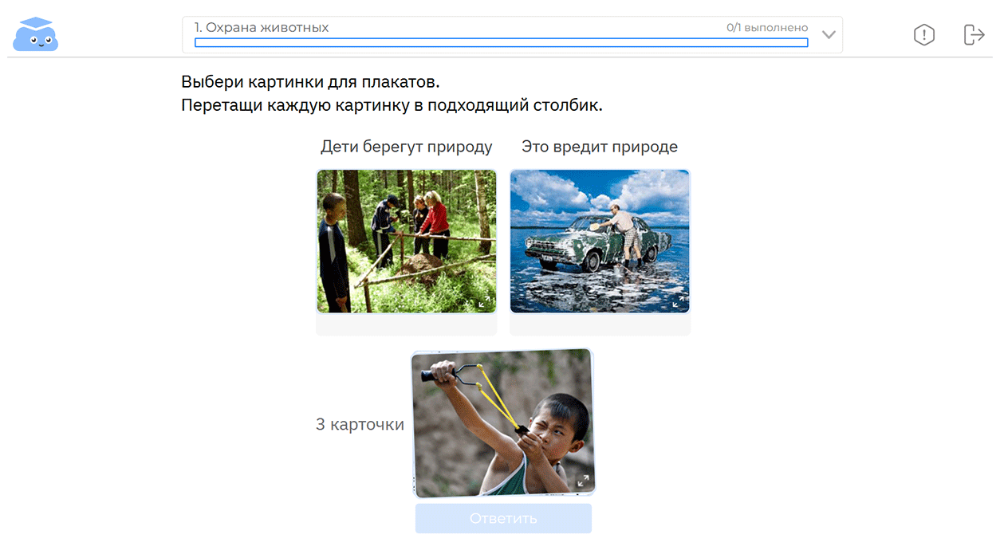 1. Охрана животных
0/1 выполнено
Выбери картинки для плакатов.
Перетащи каждую картинку в подходящий столбик.
Дети берегут природу
Это вредит природе
3 карточки
Ответить